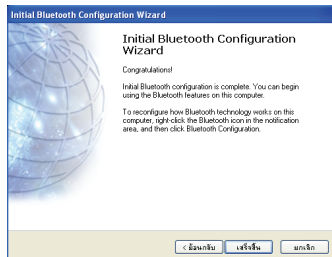 Initial Bluetooth Configuration Wizard
Initial Bluetooth Configuration
Wizard
Congratulations!
Initial Bluetooth configuration is complete. You can begin
using the Bluetooth features on this computer.
To reconfigure how Bluetooth technology works on this
computer, right-click the Bluetooth icon in the notification
area, and then click Bluetooth Configuration.
< ย้อนกลับ เสร็จสิ้น ยกเลิก